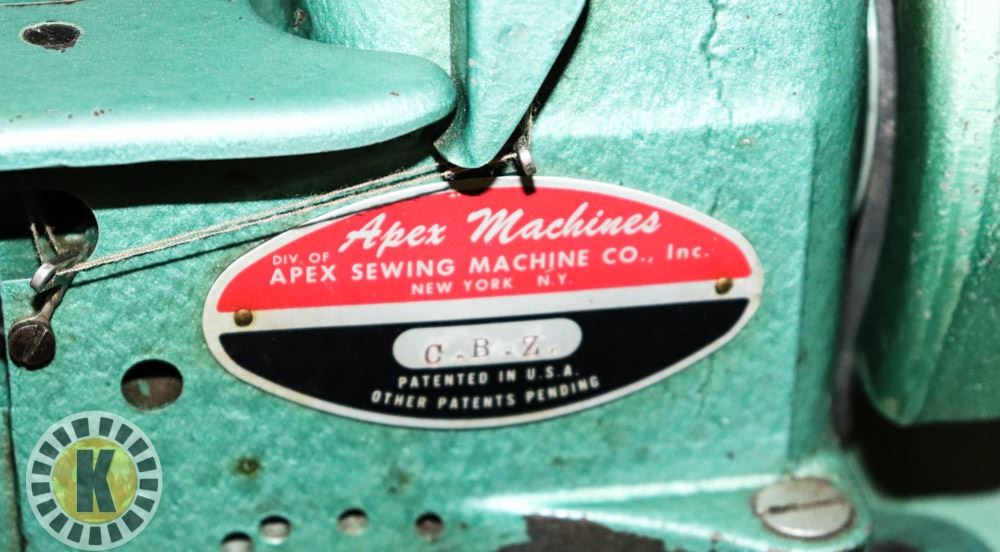 Apex Machines
DIV. OF
APEX SEWING MACHINE CO., Inc.
NEW YORK N.Y.
C.B.Z.
PATENTED IN U.S.A.
OTHER PATENTS PENDING
K